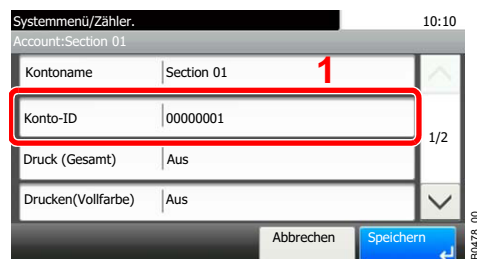 Systemmenü/Zähler. 10:10
Account:Section 01
Kontoname Section 01 1
Konto-ID 00000001
1/2
Druck (Gesamt) Aus
Drucken(Vollfarbe) Aus
Abbrechen Speichern
B0478_00